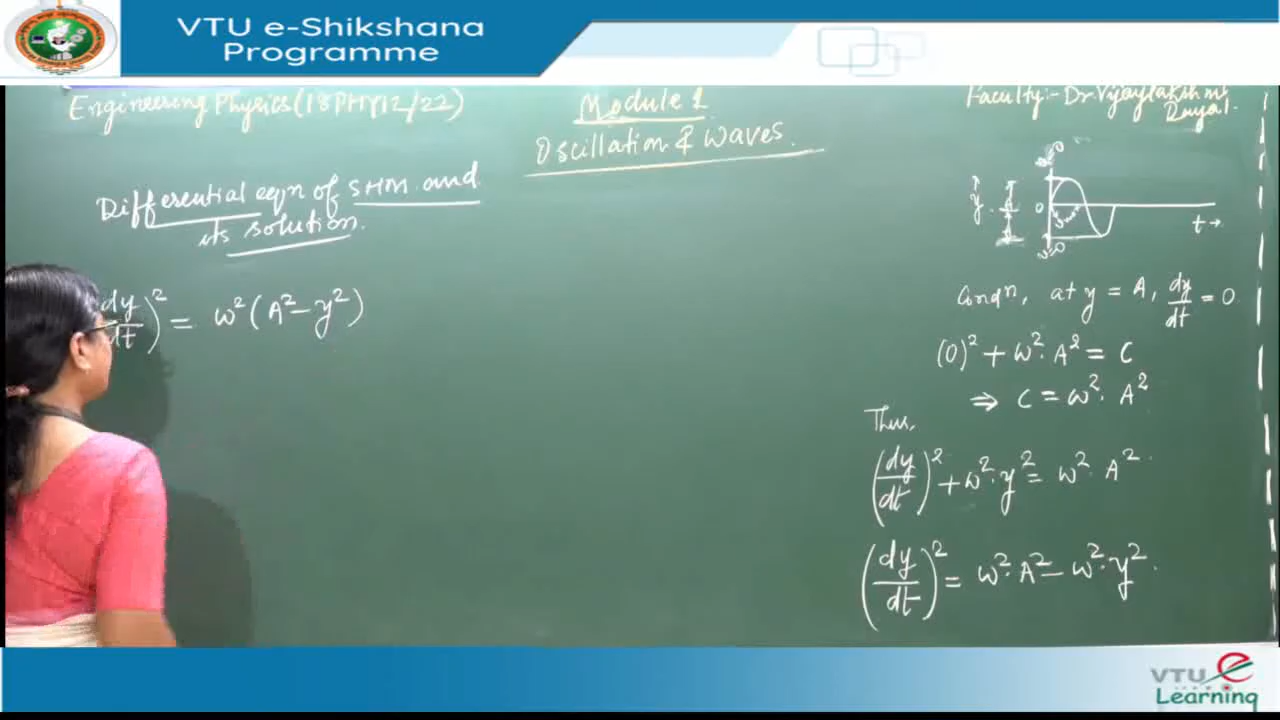 VTU e-Shikshana
Programme
Engineering Physics (18PHY12/22)
Module 1
Oscillation & Waves.
Faculty:- Dr. Vijaylakshmi
Differential eqn of SHM and
its solution.
y
0
t→
(dy/dt)² = ω²(A² – y²)
Condⁿ, at y = A, dy/dt = 0
(0)² + ω². A² = C
⇒ C = ω². A²
Thus,
(dy/dt)² + ω². y² = ω². A²
(dy/dt)² = ω². A² – ω². y².
VTU e
Learning